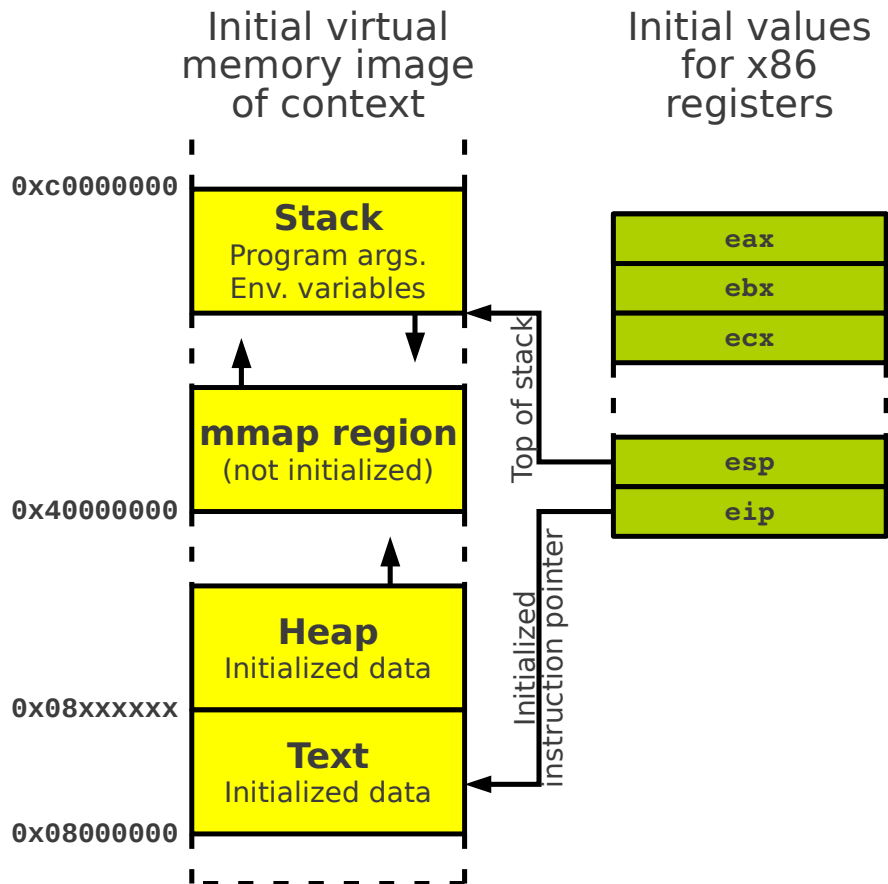 Initial virtual
memory image
of context
Initial values
for x86
registers
0xc0000000
Stack
Program args.
Env. variables
eax
ebx
ecx
Top of stack
mmap region
(not initialized)
esp
0x40000000
eip
Initialized
instruction pointer
Heap
Initialized data
0x08xxxxxx
Text
Initialized data
0x08000000